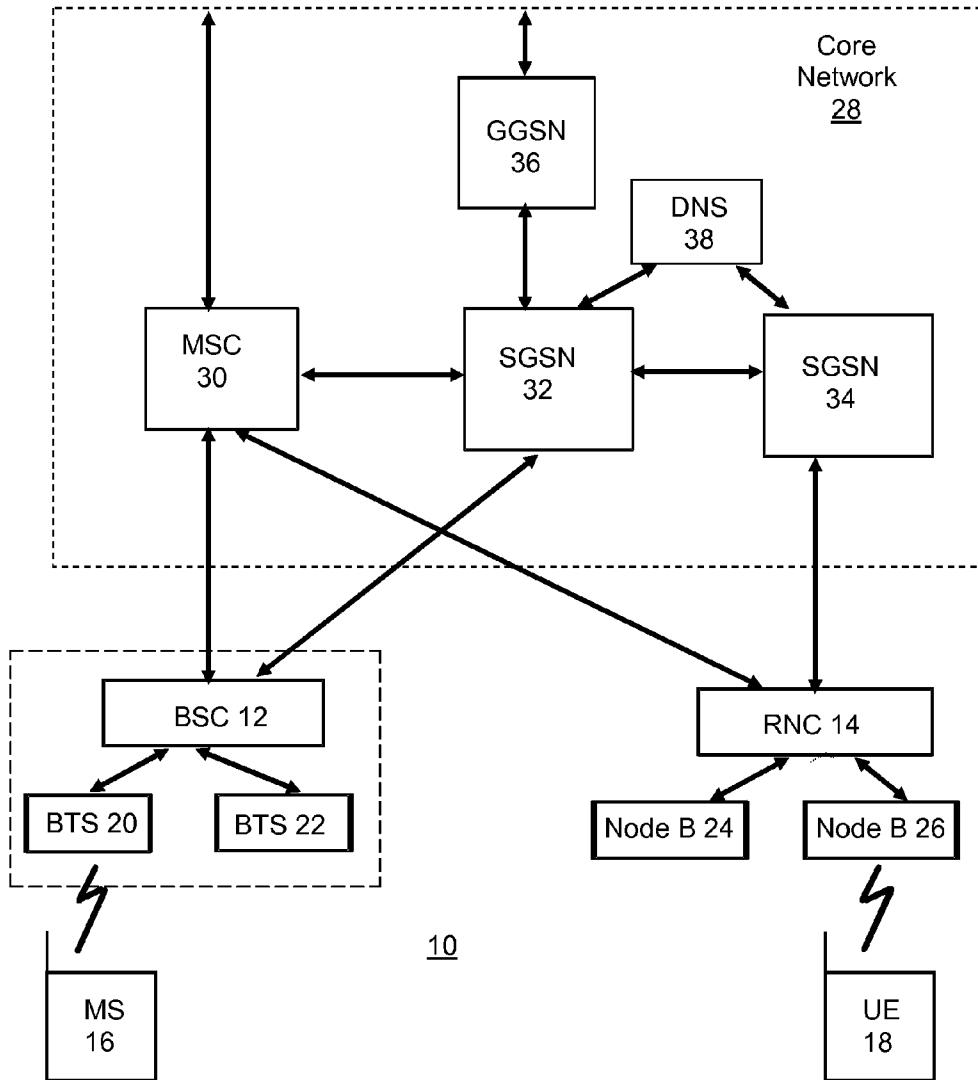 Core
Network
28
GGSN
36
DNS
38
MSC
30
SGSN
32
SGSN
34
BSC 12
RNC 14
BTS 20
BTS 22
Node B 24
Node B 26
10
MS
16
UE
18